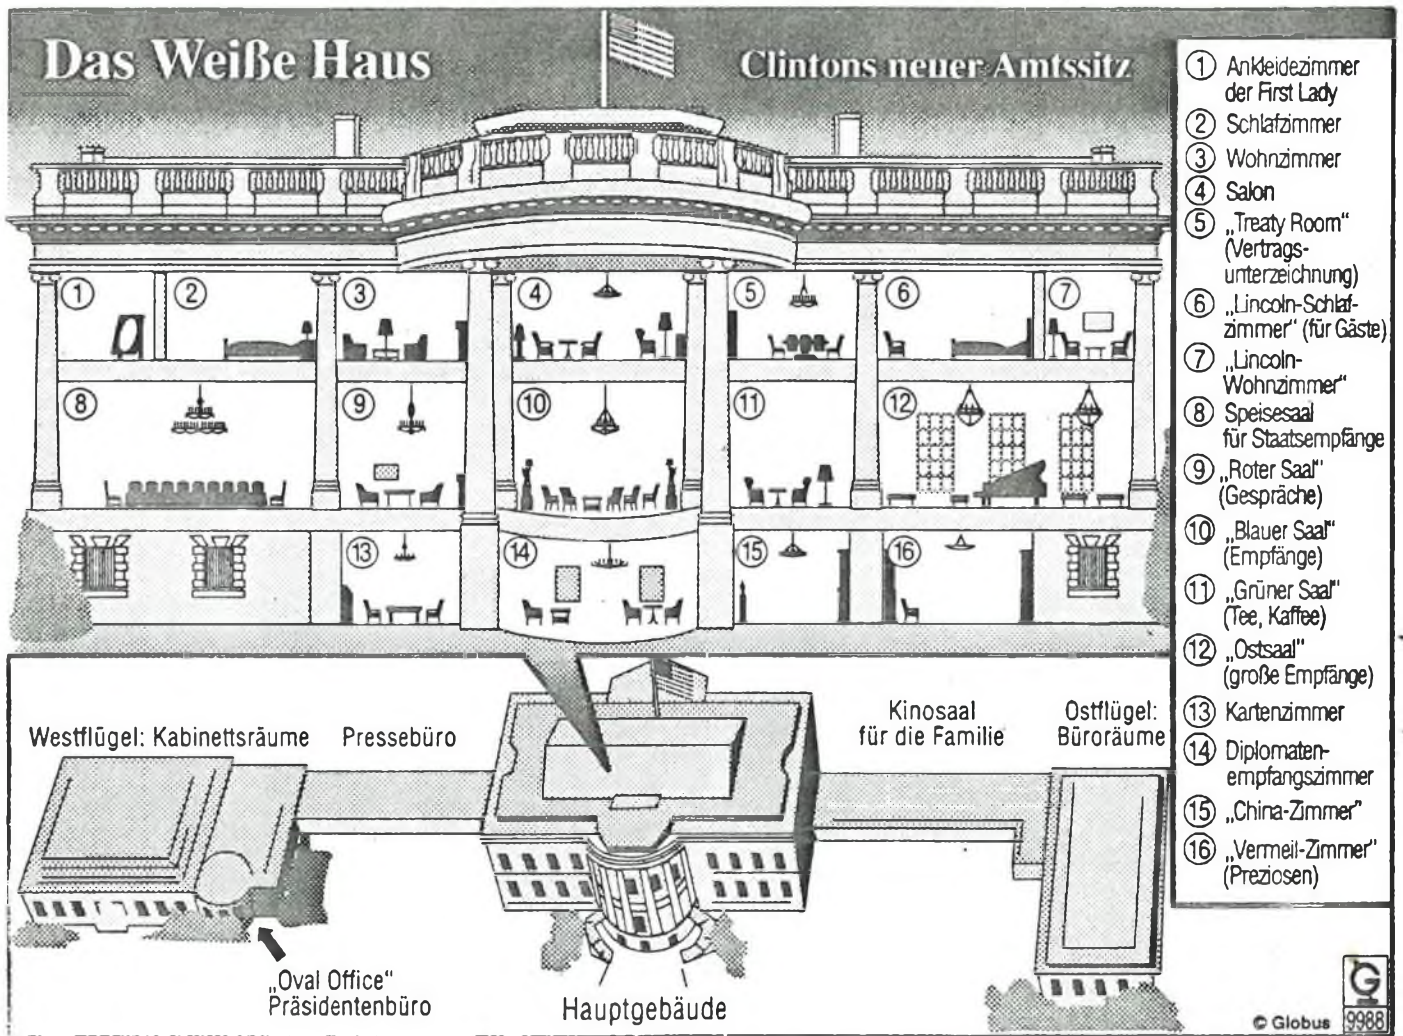 Das Weiße Haus
Clintons neuer Amtssitz
① Ankleidezimmer
der First Lady
② Schlafzimmer
③ Wohnzimmer
④ Salon
⑤ „Treaty Room“
(Vertrags-
unterzeichnung)
⑥ „Lincoln-Schlaf-
zimmer“ (für Gäste)
⑦ „Lincoln-
Wohnzimmer“
⑧ Speisesaal
für Staatsempfänge
⑨ „Roter Saal“
(Gespräche)
⑩ „Blauer Saal“
(Empfänge)
⑪ „Grüner Saal“
(Tee, Kaffee)
⑫ „Ostsaal“
(große Empfänge)
⑬ Kartenzimmer
⑭ Diplomaten-
empfangszimmer
⑮ „China-Zimmer“
⑯ „Vermeil-Zimmer“
(Preziosen)
① ② ③ ④ ⑤ ⑥ ⑦
⑧ ⑨ ⑩ ⑪ ⑫
⑬ ⑭ ⑮ ⑯
Westflügel: Kabinettsräume
Pressebüro
Kinosaal
für die Familie
Ostflügel:
Büroräume
„Oval Office“
Präsidentenbüro
Hauptgebäude
© Globus
9988